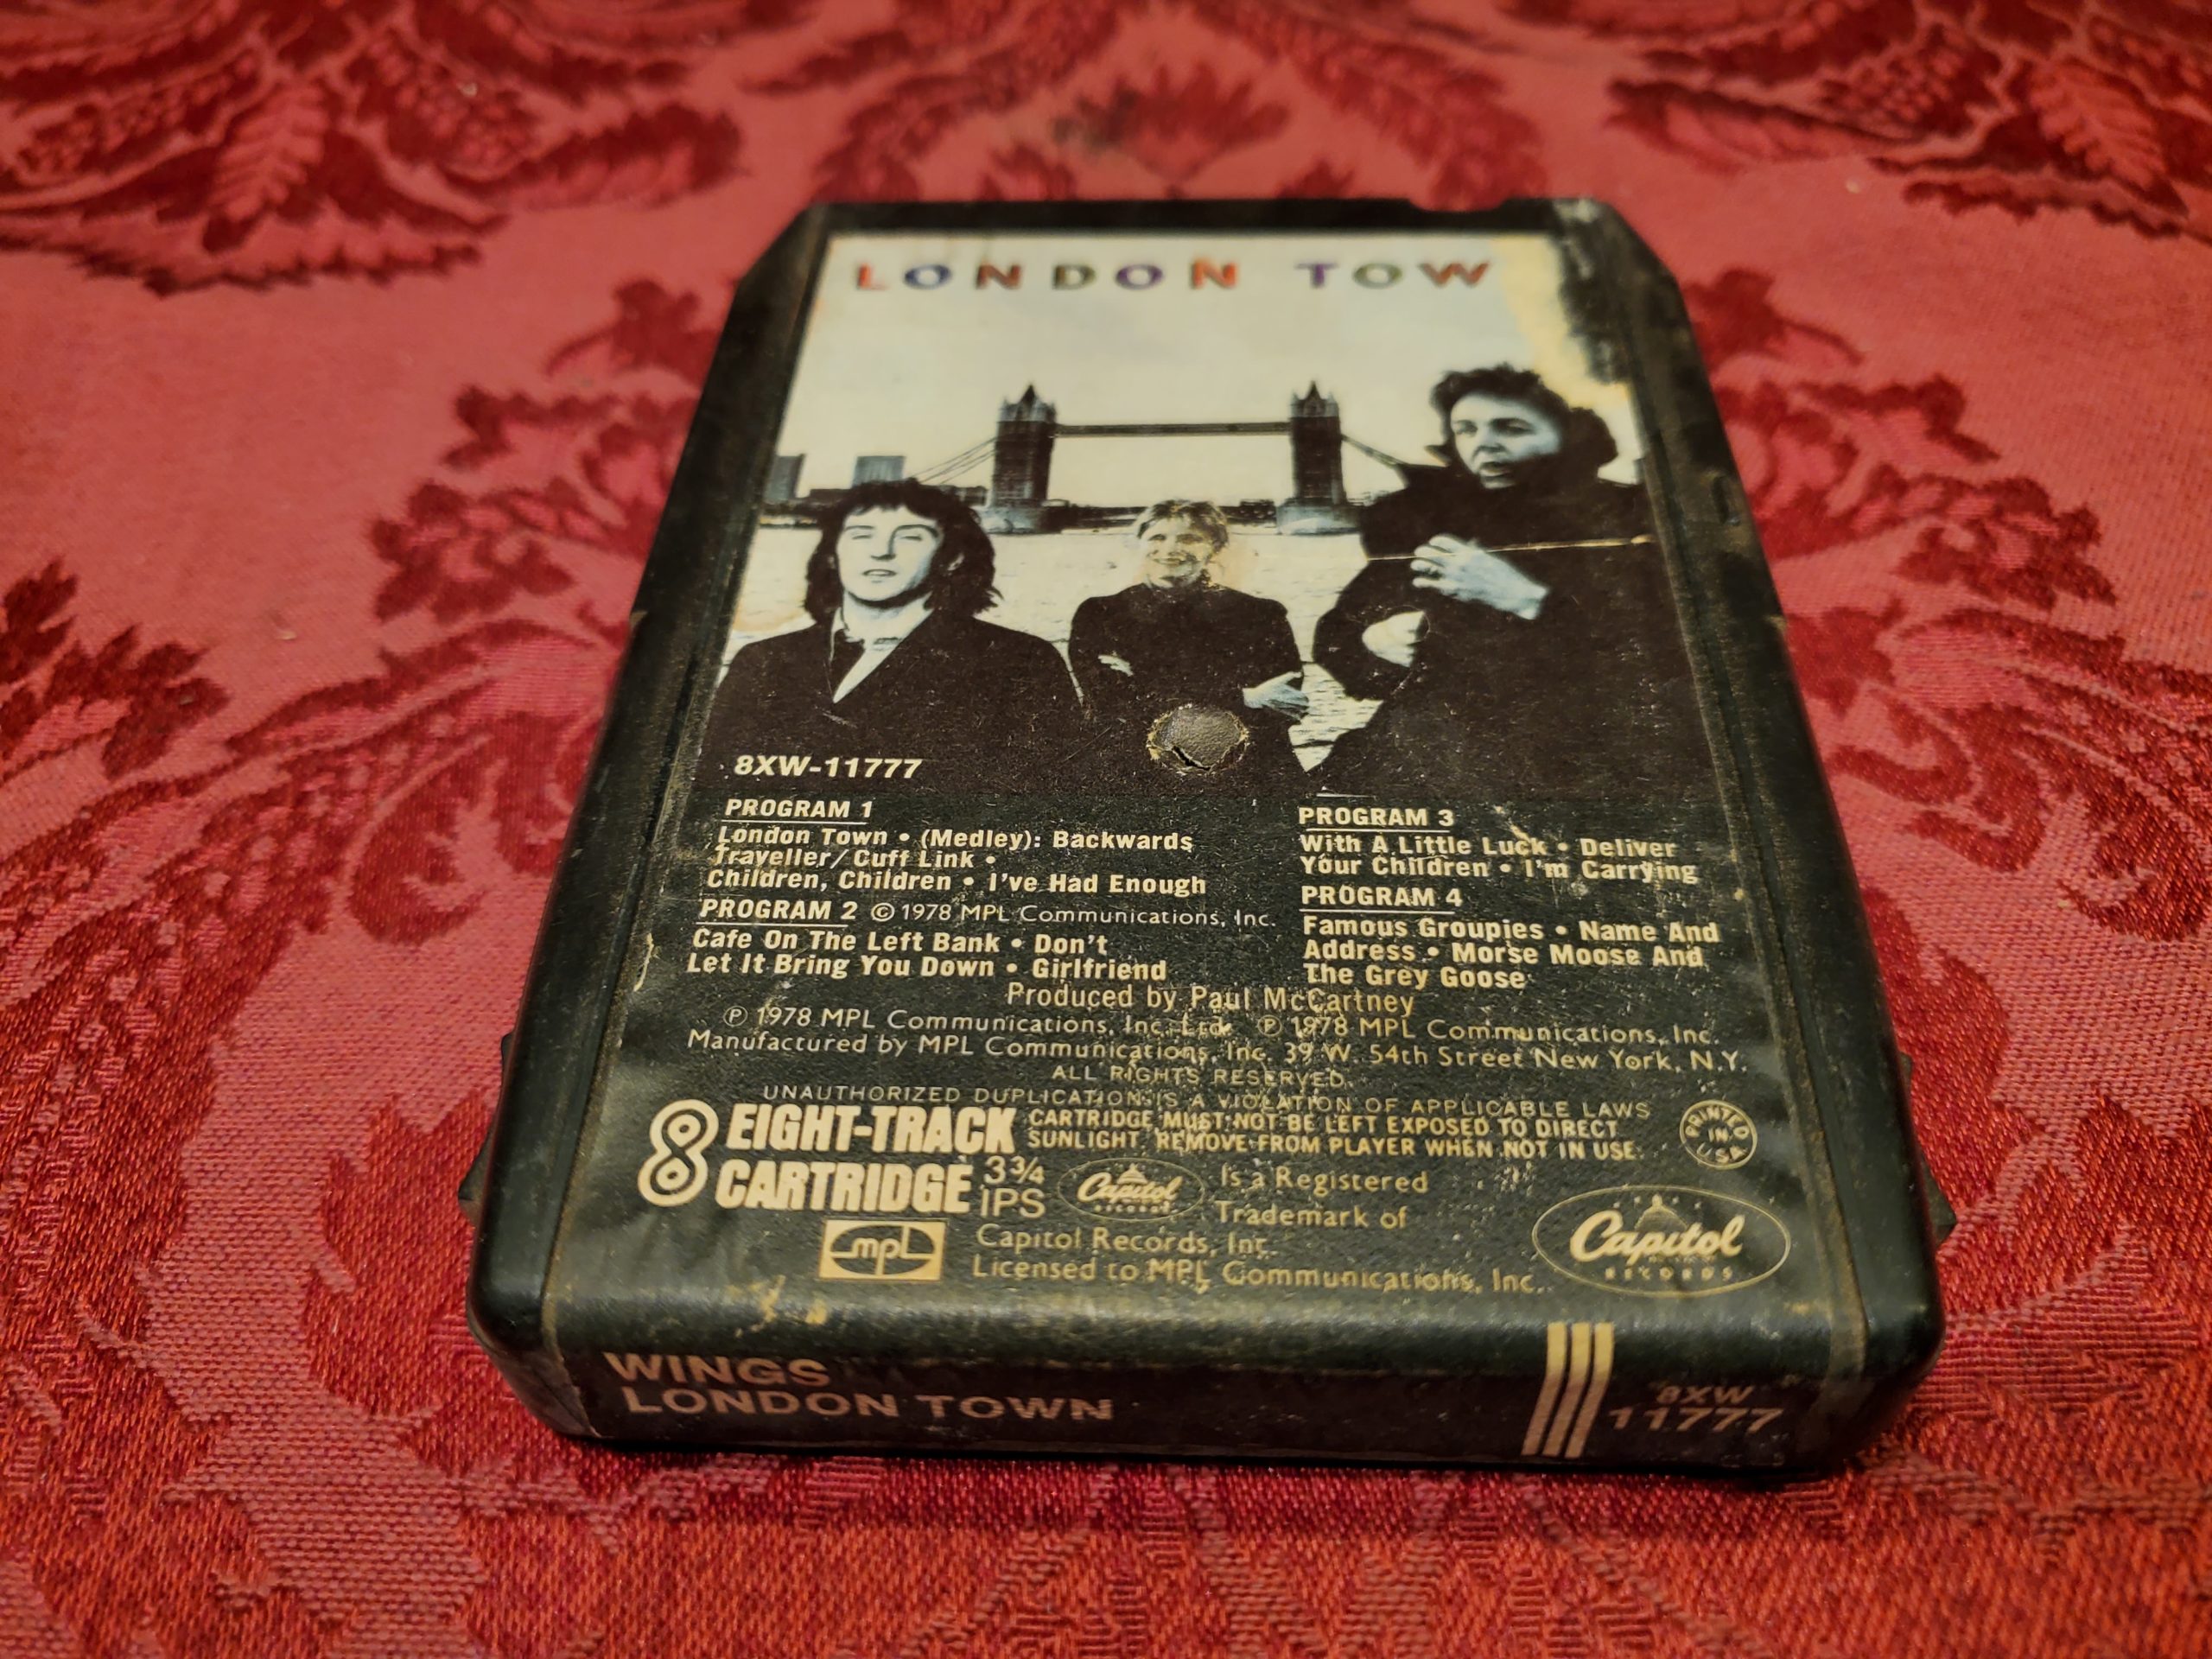 LONDON TOW
8XW-11777
PROGRAM 1
London Town • (Medley): Backwards
Traveller/Cuff Link •
Children, Children • I've Had Enough
PROGRAM 2 © 1978 MPL Communications, Inc.
Cafe On The Left Bank • Don't
Let It Bring You Down • Girlfriend
PROGRAM 3
With A Little Luck • Deliver
Your Children • I'm Carrying
PROGRAM 4
Famous Groupies • Name And
Address • Morse Moose And
The Grey Goose
Produced by Paul McCartney
℗ 1978 MPL Communications, Inc. Ltd. ℗ 1978 MPL Communications, Inc.
Manufactured by MPL Communications, Inc. 39 W. 54th Street New York, N.Y.
ALL RIGHTS RESERVED.
UNAUTHORIZED DUPLICATION IS A VIOLATION OF APPLICABLE LAWS
8 EIGHT-TRACK
CARTRIDGE 3¾
IPS
CARTRIDGE MUST NOT BE LEFT EXPOSED TO DIRECT
SUNLIGHT. REMOVE FROM PLAYER WHEN NOT IN USE.
PRINTED
IN
USA
Capitol
RECORDS
Is a Registered
Trademark of
mpl
Capitol Records, Inc.
Licensed to MPL Communications, Inc.
Capitol
RECORDS
WINGS
LONDON TOWN
8XW
11777